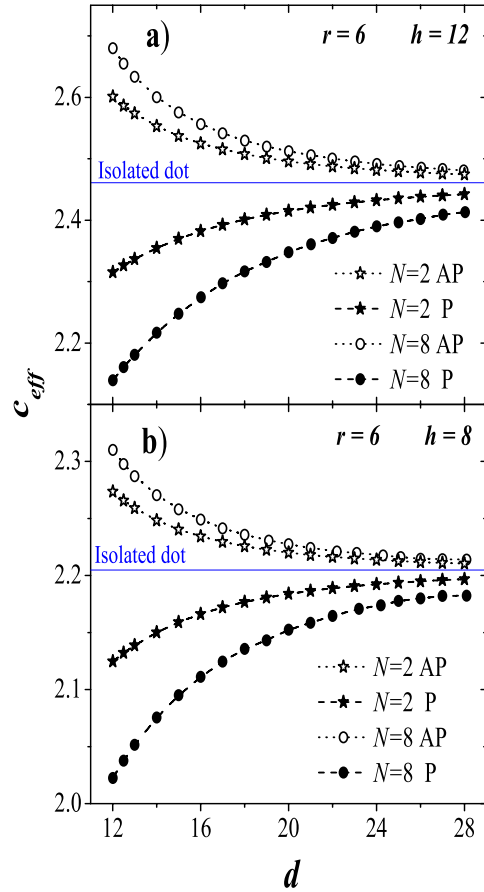 a)
r = 6 h = 12
2.6
Isolated dot
2.4
N=2 AP
N=2 P
N=8 AP
N=8 P
2.2
c_eff
b)
r = 6 h = 8
2.3
Isolated dot
2.2
2.1
N=2 AP
N=2 P
N=8 AP
N=8 P
2.0
12 16 20 24 28
d